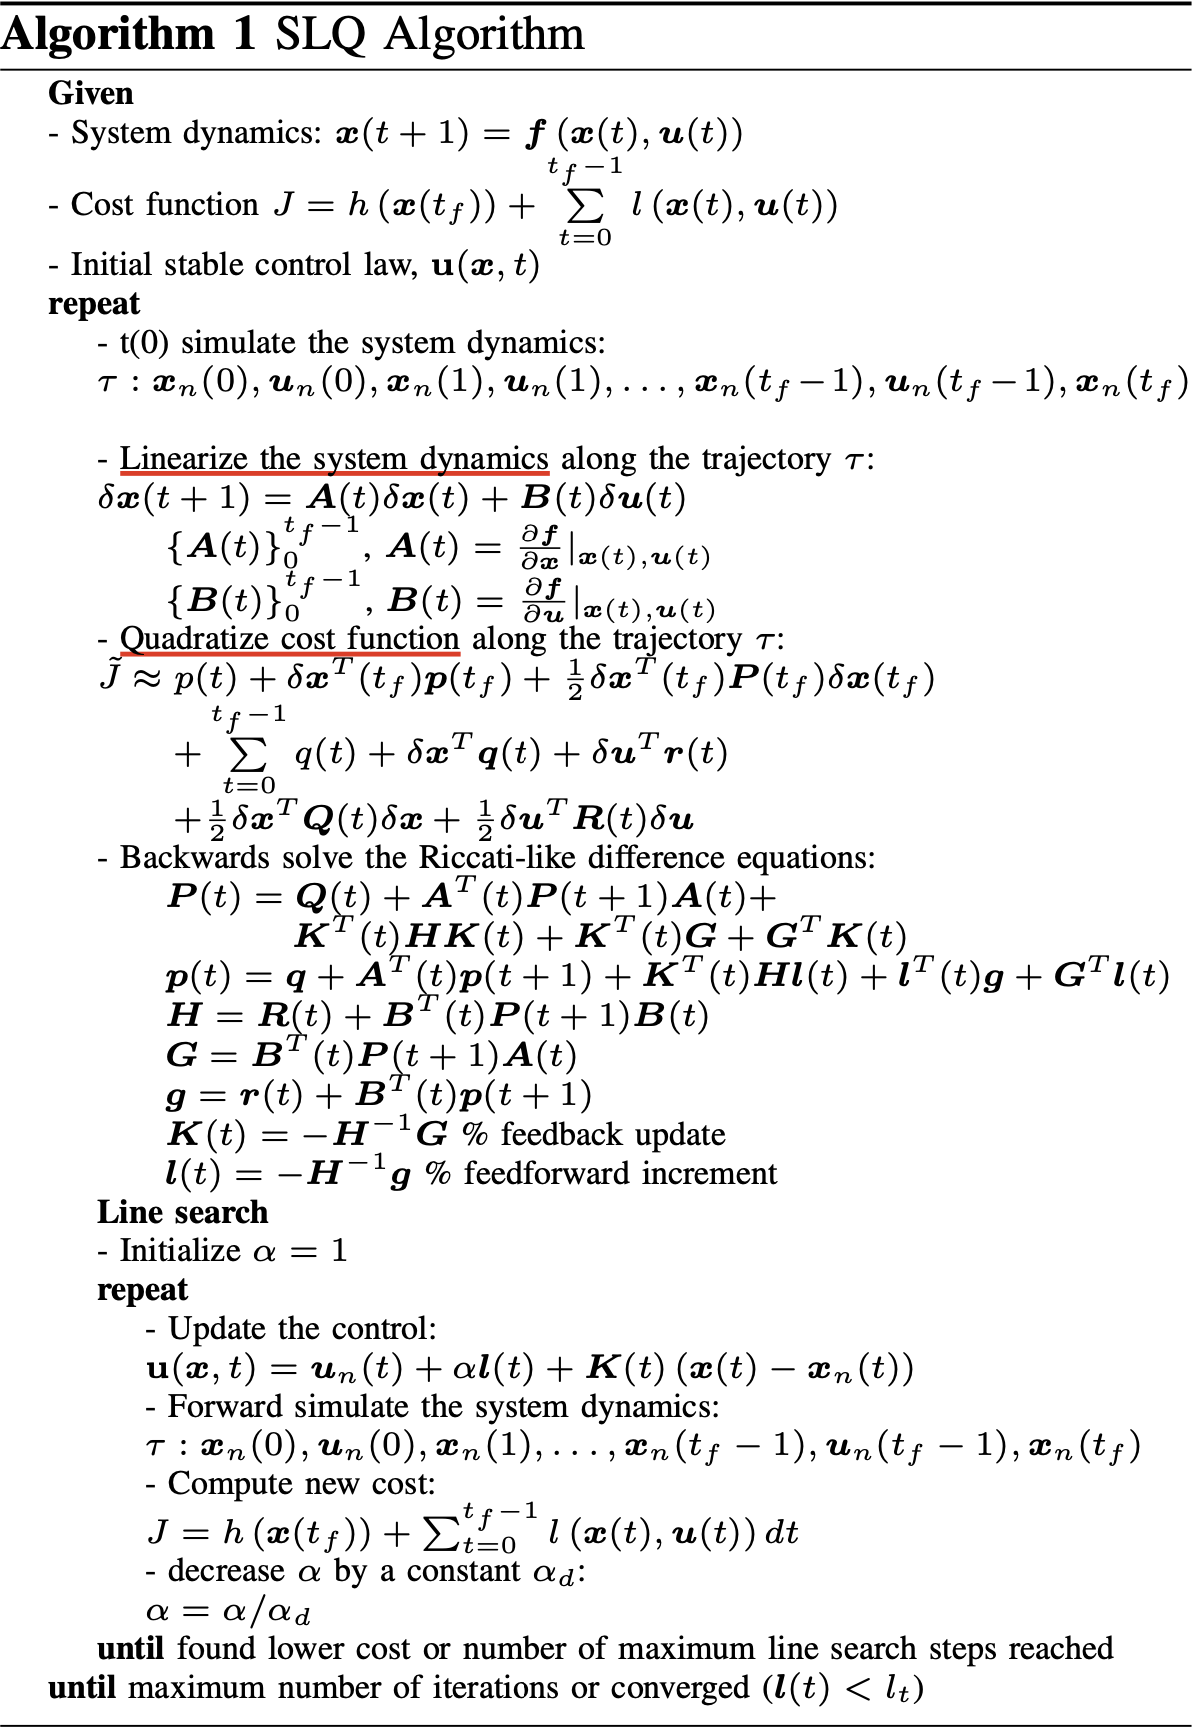 Algorithm 1 SLQ Algorithm
Given
- System dynamics: $\boldsymbol{x}(t+1) = \boldsymbol{f}(\boldsymbol{x}(t), \boldsymbol{u}(t))$
- Cost function $J = h(\boldsymbol{x}(t_f)) + \sum_{t=0}^{t_f-1} l(\boldsymbol{x}(t), \boldsymbol{u}(t))$
- Initial stable control law, $\mathbf{u}(\boldsymbol{x}, t)$
repeat
- t(0) simulate the system dynamics:
$\tau : \boldsymbol{x}_n(0), \boldsymbol{u}_n(0), \boldsymbol{x}_n(1), \boldsymbol{u}_n(1), \ldots, \boldsymbol{x}_n(t_f-1), \boldsymbol{u}_n(t_f-1), \boldsymbol{x}_n(t_f)$
- Linearize the system dynamics along the trajectory $\tau$:
$\delta\boldsymbol{x}(t+1) = \boldsymbol{A}(t)\delta\boldsymbol{x}(t) + \boldsymbol{B}(t)\delta\boldsymbol{u}(t)$
$\{\boldsymbol{A}(t)\}_0^{t_f-1}, \boldsymbol{A}(t) = \frac{\partial \boldsymbol{f}}{\partial \boldsymbol{x}}|_{\boldsymbol{x}(t),\boldsymbol{u}(t)}$
$\{\boldsymbol{B}(t)\}_0^{t_f-1}, \boldsymbol{B}(t) = \frac{\partial \boldsymbol{f}}{\partial \boldsymbol{u}}|_{\boldsymbol{x}(t),\boldsymbol{u}(t)}$
- Quadratize cost function along the trajectory $\tau$:
$\tilde{J} \approx p(t) + \delta\boldsymbol{x}^T(t_f)\boldsymbol{p}(t_f) + \frac{1}{2}\delta\boldsymbol{x}^T(t_f)\boldsymbol{P}(t_f)\delta\boldsymbol{x}(t_f)$
$+ \sum_{t=0}^{t_f-1} q(t) + \delta\boldsymbol{x}^T\boldsymbol{q}(t) + \delta\boldsymbol{u}^T\boldsymbol{r}(t)$
$+ \frac{1}{2}\delta\boldsymbol{x}^T\boldsymbol{Q}(t)\delta\boldsymbol{x} + \frac{1}{2}\delta\boldsymbol{u}^T\boldsymbol{R}(t)\delta\boldsymbol{u}$
- Backwards solve the Riccati-like difference equations:
$\boldsymbol{P}(t) = \boldsymbol{Q}(t) + \boldsymbol{A}^T(t)\boldsymbol{P}(t+1)\boldsymbol{A}(t) +$
$\boldsymbol{K}^T(t)\boldsymbol{H}\boldsymbol{K}(t) + \boldsymbol{K}^T(t)\boldsymbol{G} + \boldsymbol{G}^T\boldsymbol{K}(t)$
$\boldsymbol{p}(t) = \boldsymbol{q} + \boldsymbol{A}^T(t)\boldsymbol{p}(t+1) + \boldsymbol{K}^T(t)\boldsymbol{H}\boldsymbol{l}(t) + \boldsymbol{l}^T(t)\boldsymbol{g} + \boldsymbol{G}^T\boldsymbol{l}(t)$
$\boldsymbol{H} = \boldsymbol{R}(t) + \boldsymbol{B}^T(t)\boldsymbol{P}(t+1)\boldsymbol{B}(t)$
$\boldsymbol{G} = \boldsymbol{B}^T(t)\boldsymbol{P}(t+1)\boldsymbol{A}(t)$
$\boldsymbol{g} = \boldsymbol{r}(t) + \boldsymbol{B}^T(t)\boldsymbol{p}(t+1)$
$\boldsymbol{K}(t) = -\boldsymbol{H}^{-1}\boldsymbol{G}$ % feedback update
$\boldsymbol{l}(t) = -\boldsymbol{H}^{-1}\boldsymbol{g}$ % feedforward increment
Line search
- Initialize $\alpha = 1$
repeat
- Update the control:
$\mathbf{u}(\boldsymbol{x}, t) = \boldsymbol{u}_n(t) + \alpha\boldsymbol{l}(t) + \boldsymbol{K}(t)(\boldsymbol{x}(t) - \boldsymbol{x}_n(t))$
- Forward simulate the system dynamics:
$\tau : \boldsymbol{x}_n(0), \boldsymbol{u}_n(0), \boldsymbol{x}_n(1), \ldots, \boldsymbol{x}_n(t_f-1), \boldsymbol{u}_n(t_f-1), \boldsymbol{x}_n(t_f)$
- Compute new cost:
$J = h(\boldsymbol{x}(t_f)) + \sum_{t=0}^{t_f-1} l(\boldsymbol{x}(t), \boldsymbol{u}(t)) dt$
- decrease $\alpha$ by a constant $\alpha_d$:
$\alpha = \alpha/\alpha_d$
until found lower cost or number of maximum line search steps reached
until maximum number of iterations or converged ($\boldsymbol{l}(t) < l_t$)